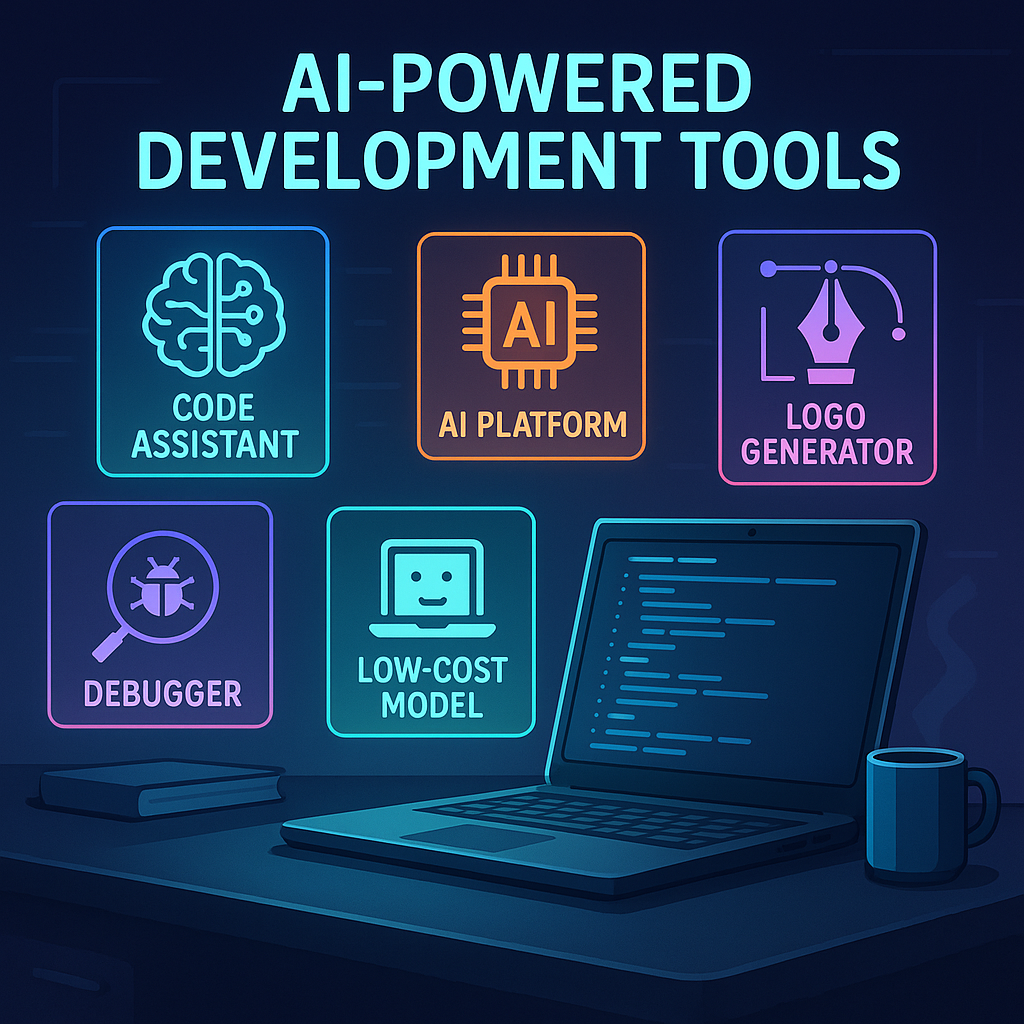 AI-POWERED
DEVELOPMENT TOOLS
CODE
ASSISTANT
AI
AI PLATFORM
LOGO
GENERATOR
DEBUGGER
LOW-COST
MODEL